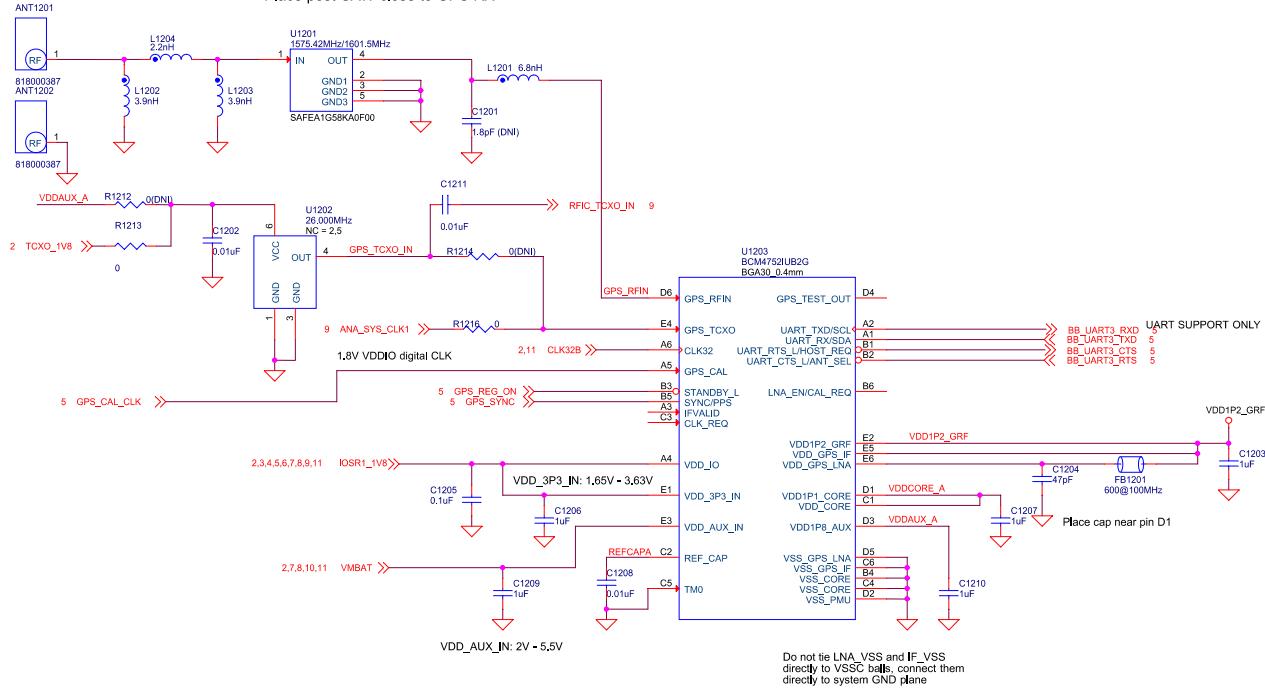 ANT1201
RF
1
818000387
ANT1202
RF
1
818000387
L1204
2.2nH
L1202
3.9nH
L1203
3.9nH
U1201
1575.42MHz/1601.5MHz
1
IN
OUT
4
GND1
2
GND2
3
GND3
5
SAFEA1G58KA0F00
L1201 6.8nH
C1201
1.8pF (DNI)
VDDAUX_A
R1212
0(DNI)
R1213
0
2 TCXO_1V8
C1202
0.01uF
U1202
26.000MHz
NC = 2,5
6
VCC
OUT
4
GND
GND
1
3
GPS_TCXO_IN
C1211
0.01uF
RFIC_TCXO_IN 9
R1214
0(DNI)
9 ANA_SYS_CLK1
R1216
0
2,11 CLK32B
1.8V VDDIO digital CLK
5 GPS_CAL_CLK
5 GPS_REG_ON
5 GPS_SYNC
2,3,4,5,6,7,8,9,11 IOSR1_1V8
C1205
0.1uF
VDD_3P3_IN: 1.65V - 3.63V
C1206
1uF
2,7,8,10,11 VMBAT
C1209
1uF
VDD_AUX_IN: 2V - 5.5V
REFCAPA
C1208
0.01uF
U1203
BCM4752IUB2G
BGA30_0.4mm
GPS_RFIN
D6
GPS_RFIN
E4
GPS_TCXO
A6
CLK32
A5
GPS_CAL
B3
STANDBY_L
B5
SYNC/PPS
A3
IFVALID
C3
CLK_REQ
A4
VDD_IO
E1
VDD_3P3_IN
E3
VDD_AUX_IN
C2
REF_CAP
C5
TM0
GPS_TEST_OUT
D4
UART_TXD/SCL
A2
UART_RX/SDA
A1
UART_RTS_L/HOST_REQ
B1
UART_CTS_L/ANT_SEL
B2
LNA_EN/CAL_REQ
B6
VDD1P2_GRF
E2
VDD_GPS_IF
E5
VDD_GPS_LNA
E6
VDD1P1_CORE
D1
VDD_CORE
C1
VDD1P8_AUX
D3
VSS_GPS_LNA
D5
VSS_GPS_IF
C6
VSS_CORE
B4
VSS_CORE
C4
VSS_PMU
D2
UART SUPPORT ONLY
BB_UART3_RXD 5
BB_UART3_TXD 5
BB_UART3_CTS 5
BB_UART3_RTS 5
VDD1P2_GRF
VDD1P2_GRF
C1203
1uF
C1204
47pF
FB1201
600@100MHz
VDDCORE_A
C1207
1uF
Place cap near pin D1
VDDAUX_A
C1210
1uF
Do not tie LNA_VSS and IF_VSS
directly to VSSC balls, connect them
directly to system GND plane